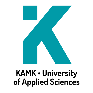 KAMK • University
of Applied Sciences